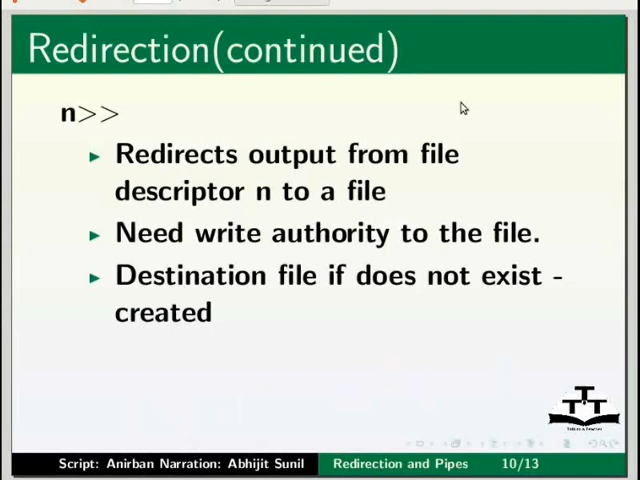 Redirection(continued)
n>>
Redirects output from file
descriptor n to a file
Need write authority to the file.
Destination file if does not exist -
created
TTT
Script: Anirban Narration: Abhijit Sunil Redirection and Pipes 10/13